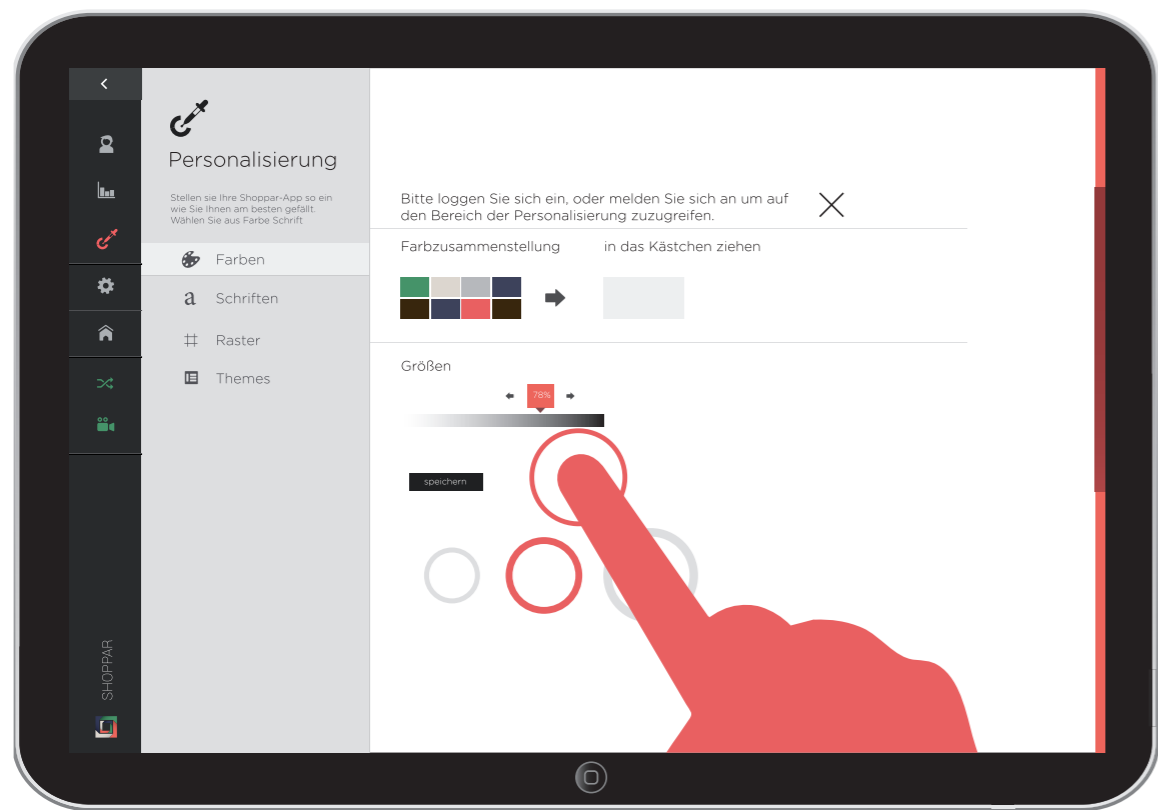 Personalisierung
Stellen sie Ihre Shoppar-App so ein
wie Sie Ihnen am besten gefällt.
Wählen Sie aus Farbe Schrift
Farben
a Schriften
Raster
Themes
SHOPPAR
Bitte loggen Sie sich ein, oder melden Sie sich an um auf
den Bereich der Personalisierung zuzugreifen.
Farbzusammenstellung
in das Kästchen ziehen
Größen
78%
speichern